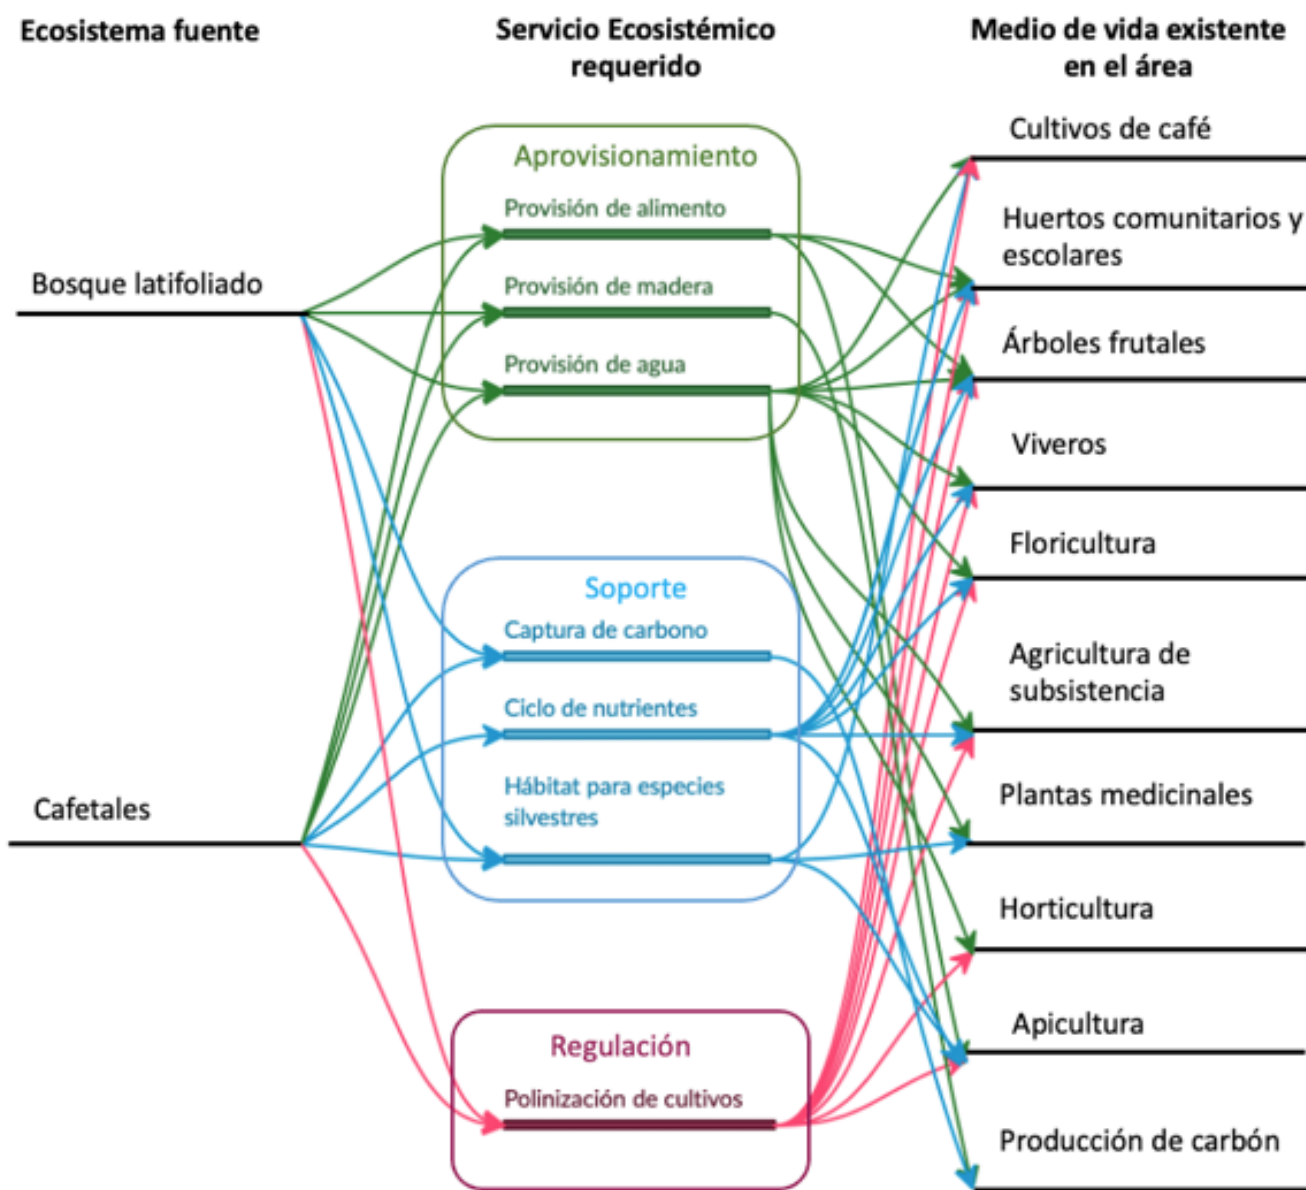 Ecosistema fuente
Servicio Ecosistémico
requerido
Medio de vida existente
en el área
Bosque latifoliado
Cafetales
Aprovisionamiento
Provisión de alimento
Provisión de madera
Provisión de agua
Soporte
Captura de carbono
Ciclo de nutrientes
Hábitat para especies
silvestres
Regulación
Polinización de cultivos
Cultivos de café
Huertos comunitarios y
escolares
Árboles frutales
Viveros
Floricultura
Agricultura de
subsistencia
Plantas medicinales
Horticultura
Apicultura
Producción de carbón